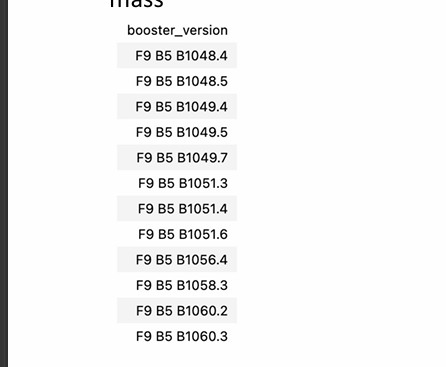 mass
booster_version
F9 B5 B1048.4
F9 B5 B1048.5
F9 B5 B1049.4
F9 B5 B1049.5
F9 B5 B1049.7
F9 B5 B1051.3
F9 B5 B1051.4
F9 B5 B1051.6
F9 B5 B1056.4
F9 B5 B1058.3
F9 B5 B1060.2
F9 B5 B1060.3